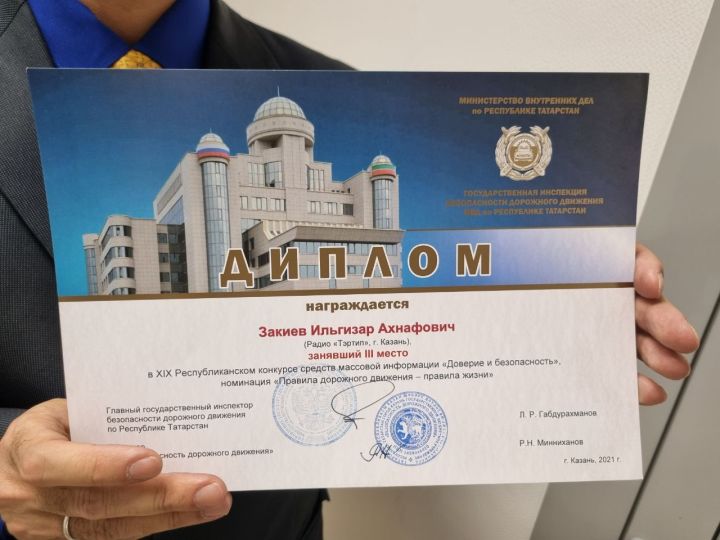 МИНИСТЕРСТВО ВНУТРЕННИХ ДЕЛ
по РЕСПУБЛИКЕ ТАТАРСТАН
ГОСУДАРСТВЕННАЯ ИНСПЕКЦИЯ
БЕЗОПАСНОСТИ ДОРОЖНОГО ДВИЖЕНИЯ
МВД по РЕСПУБЛИКЕ ТАТАРСТАН
ДИПЛОМ
награждается
Закиев Ильгизар Ахнафович
(Радио «Тэртип», г. Казань),
занявший III место
в XIX Республиканском конкурсе средств массовой информации «Доверие и безопасность»,
номинация «Правила дорожного движения – правила жизни»
Главный государственный инспектор
безопасности дорожного движения
по Республике Татарстан
Л. Р. Габдурахманов
Р.Н. Минниханов
дорожного движения»
г. Казань, 2021 г.